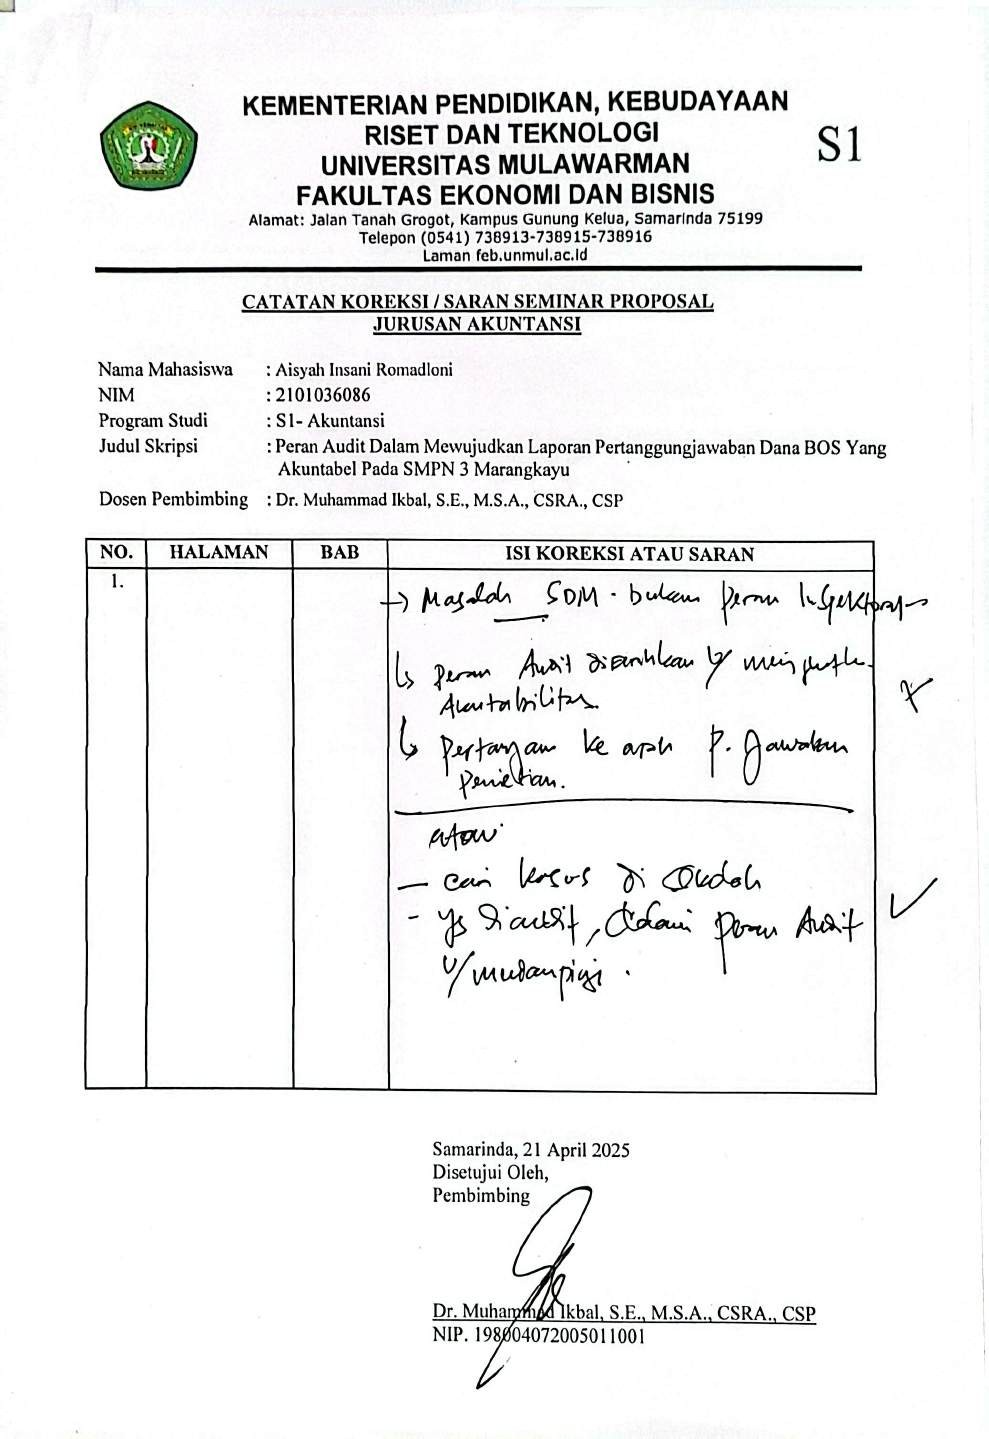 KEMENTERIAN PENDIDIKAN, KEBUDAYAAN
RISET DAN TEKNOLOGI
UNIVERSITAS MULAWARMAN
FAKULTAS EKONOMI DAN BISNIS
S1
Alamat: Jalan Tanah Grogot, Kampus Gunung Kelua, Samarinda 75199
Telepon (0541) 738913-738915-738916
Laman feb.unmul.ac.id
CATATAN KOREKSI / SARAN SEMINAR PROPOSAL
JURUSAN AKUNTANSI
Nama Mahasiswa : Aisyah Insani Romadloni
NIM : 2101036086
Program Studi : S1- Akuntansi
Judul Skripsi : Peran Audit Dalam Mewujudkan Laporan Pertanggungjawaban Dana BOS Yang
Akuntabel Pada SMPN 3 Marangkayu
Dosen Pembimbing : Dr. Muhammad Ikbal, S.E., M.S.A., CSRA., CSP
NO. HALAMAN BAB ISI KOREKSI ATAU SARAN
1.
→ Masalah SDM - bukan peran Inspektorat
↳ peran Audit diarahkan
Akuntabilitas
↳ Pertanyaan ke arah P. Jawaban
Penelitian.
atau
— cari kasus di
- yg diaudit, peran Audit
Samarinda, 21 April 2025
Disetujui Oleh,
Pembimbing
Dr. Muhammad Ikbal, S.E., M.S.A., CSRA., CSP
NIP. 198004072005011001